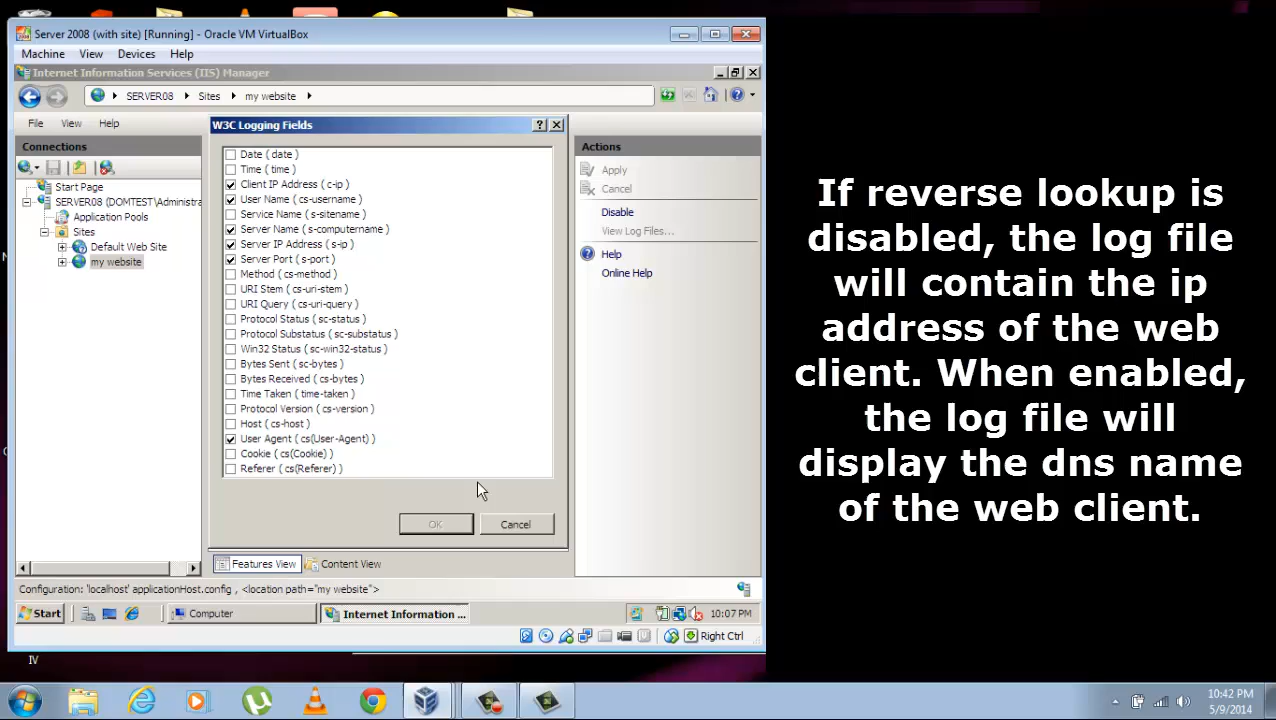 Server 2008 (with site) [Running] - Oracle VM VirtualBox
Machine View Devices Help
Internet Information Services (IIS) Manager
SERVER08 Sites my website
File View Help
Connections
Start Page
SERVER08 (DOMTEST\Administra
Application Pools
Sites
Default Web Site
my website
W3C Logging Fields
Date ( date )
Time ( time )
Client IP Address ( c-ip )
User Name ( cs-username )
Service Name ( s-sitename )
Server Name ( s-computername )
Server IP Address ( s-ip )
Server Port ( s-port )
Method ( cs-method )
URI Stem ( cs-uri-stem )
URI Query ( cs-uri-query )
Protocol Status ( sc-status )
Protocol Substatus ( sc-substatus )
Win32 Status ( sc-win32-status )
Bytes Sent ( sc-bytes )
Bytes Received ( cs-bytes )
Time Taken ( time-taken )
Protocol Version ( cs-version )
Host ( cs-host )
User Agent ( cs(User-Agent) )
Cookie ( cs(Cookie) )
Referer ( cs(Referer) )
OK Cancel
Features View Content View
Actions
Apply
Cancel
Disable
View Log Files...
Help
Online Help
Configuration: 'localhost' applicationHost.config , <location path="my website">
Start Computer Internet Information ... 10:07 PM
Right Ctrl
IV
If reverse lookup is
disabled, the log file
will contain the ip
address of the web
client. When enabled,
the log file will
display the dns name
of the web client.
10:42 PM
5/9/2014